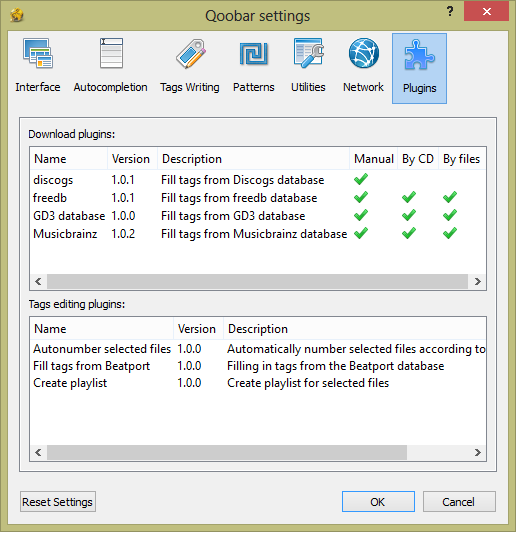 Qoobar settings
?
Interface Autocompletion Tags Writing Patterns Utilities Network Plugins
Download plugins:
Name Version Description Manual By CD By files
discogs 1.0.1 Fill tags from Discogs database
freedb 1.0.1 Fill tags from freedb database
GD3 database 1.0.0 Fill tags from GD3 database
Musicbrainz 1.0.2 Fill tags from Musicbrainz database
Tags editing plugins:
Name Version Description
Autonumber selected files 1.0.0 Automatically number selected files according to
Fill tags from Beatport 1.0.0 Filling in tags from the Beatport database
Create playlist 1.0.0 Create playlist for selected files
Reset Settings OK Cancel